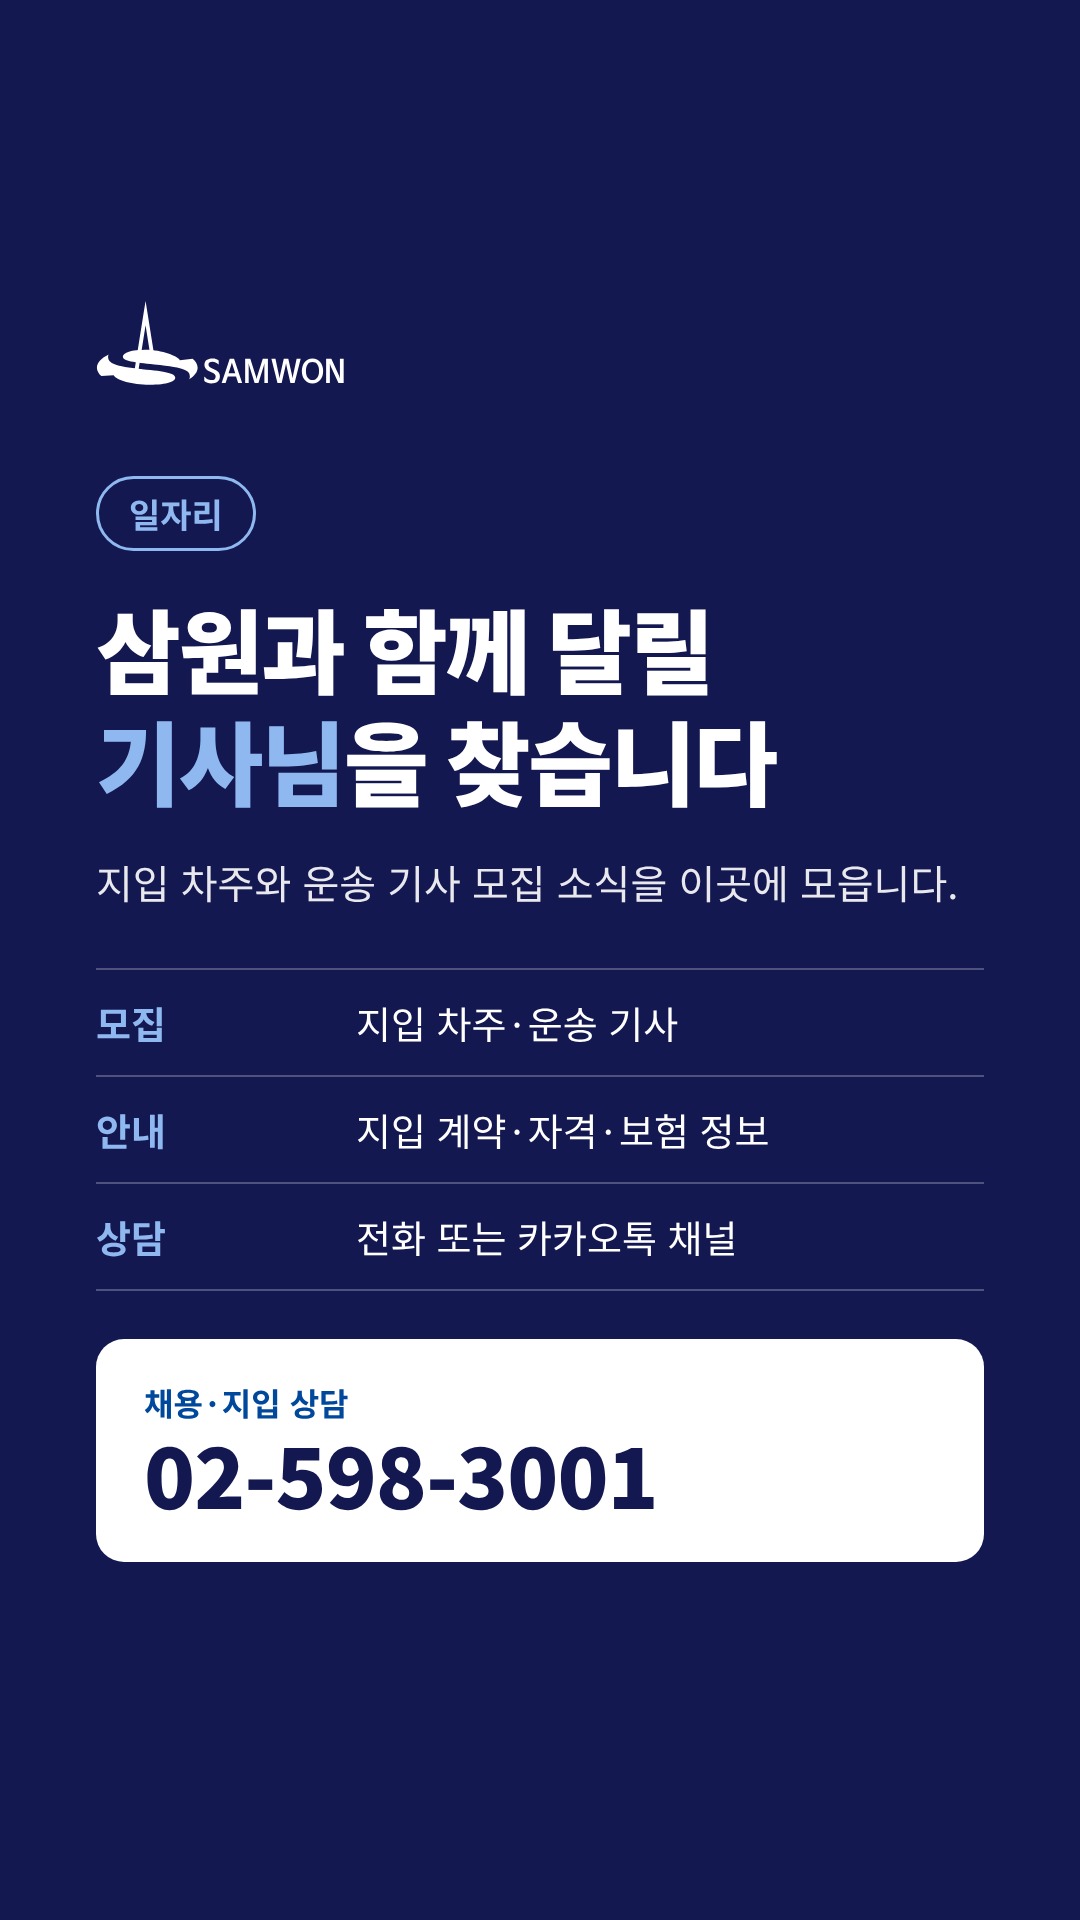 SAMWON
일자리
삼원과 함께 달릴
기사님을 찾습니다
지입 차주와 운송 기사 모집 소식을 이곳에 모읍니다.
모집 지입 차주·운송 기사
안내 지입 계약·자격·보험 정보
상담 전화 또는 카카오톡 채널
채용·지입 상담
02-598-3001